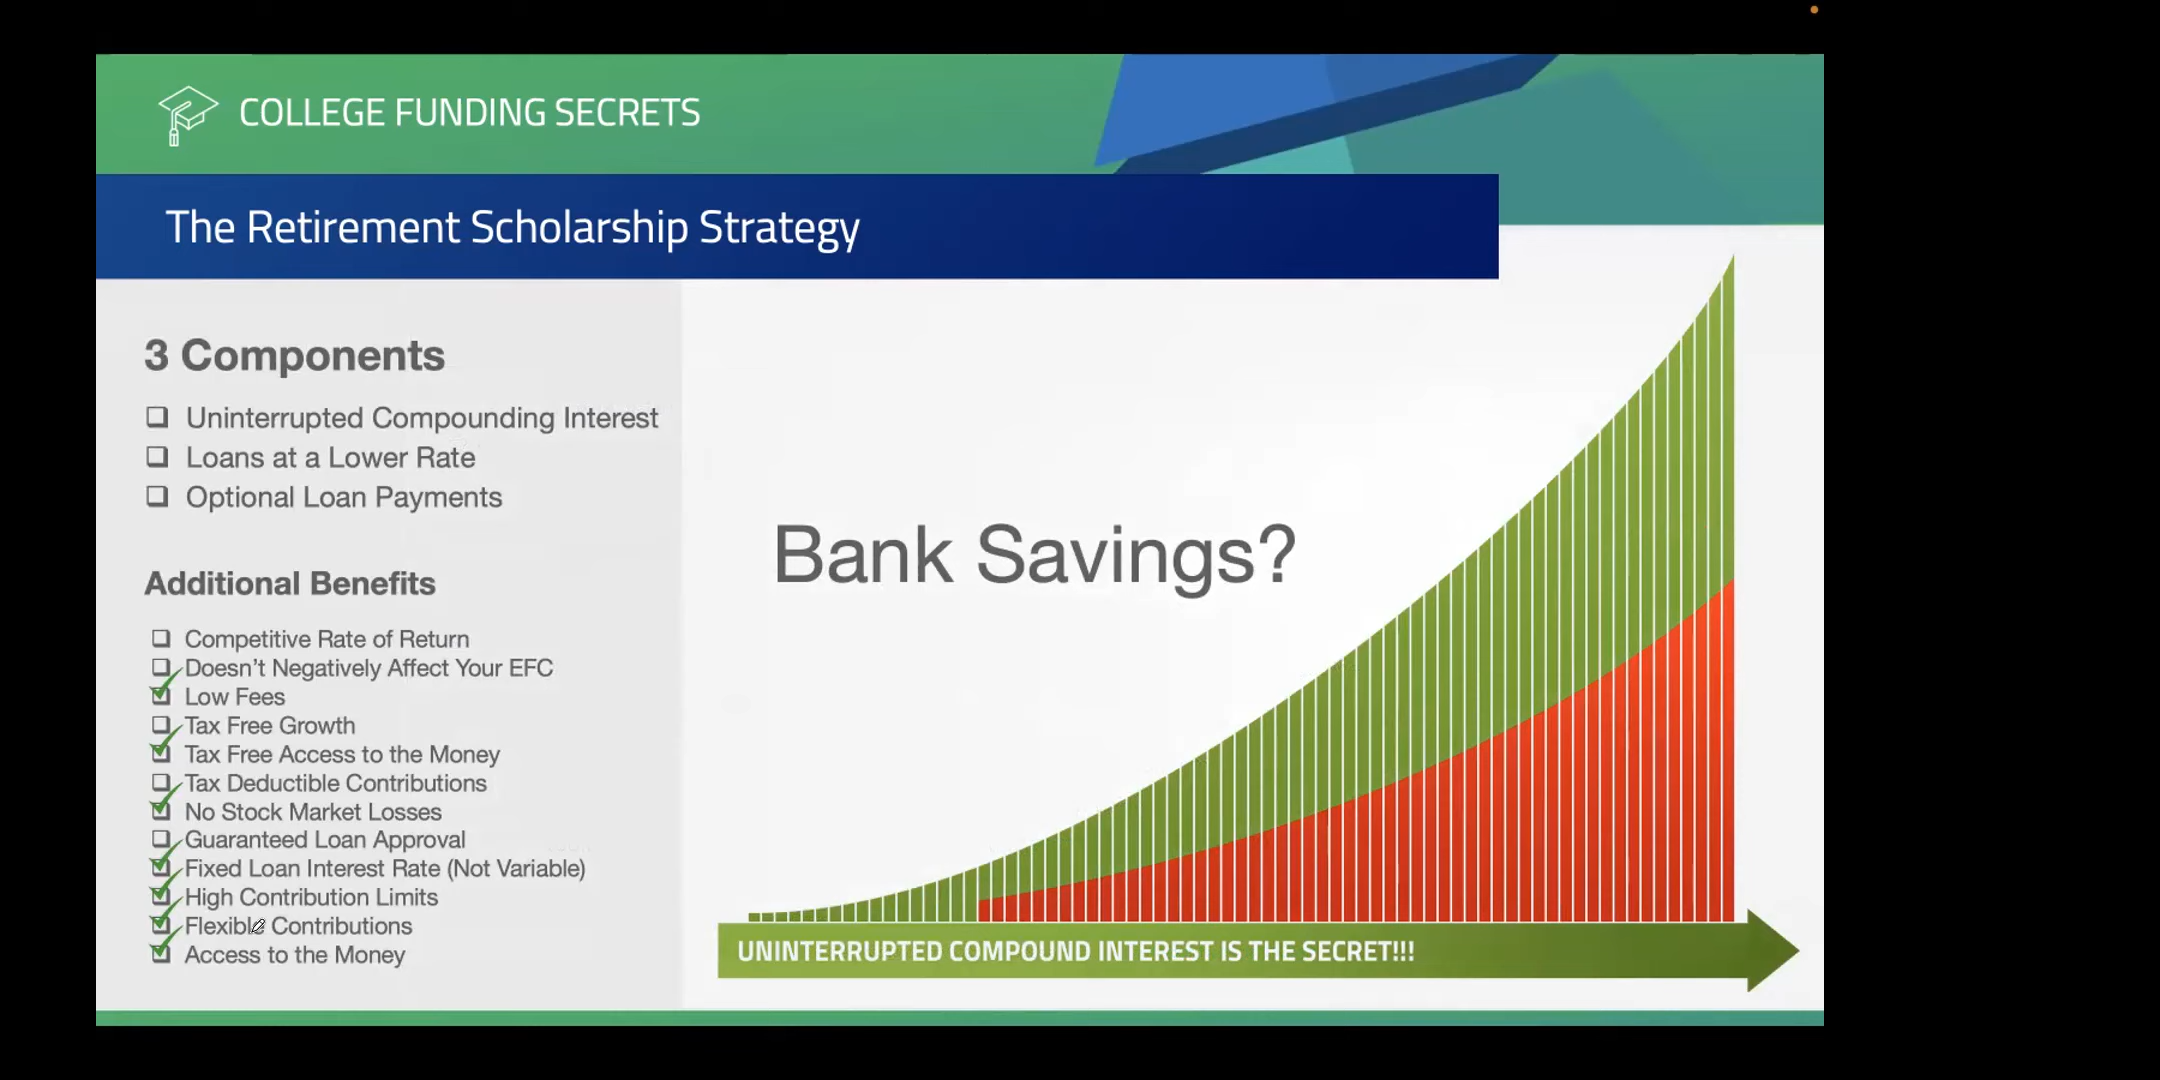 COLLEGE FUNDING SECRETS
The Retirement Scholarship Strategy
3 Components
Uninterrupted Compounding Interest
Loans at a Lower Rate
Optional Loan Payments
Additional Benefits
Competitive Rate of Return
Doesn't Negatively Affect Your EFC
Low Fees
Tax Free Growth
Tax Free Access to the Money
Tax Deductible Contributions
No Stock Market Losses
Guaranteed Loan Approval
Fixed Loan Interest Rate (Not Variable)
High Contribution Limits
Flexible Contributions
Access to the Money
Bank Savings?
UNINTERRUPTED COMPOUND INTEREST IS THE SECRET!!!